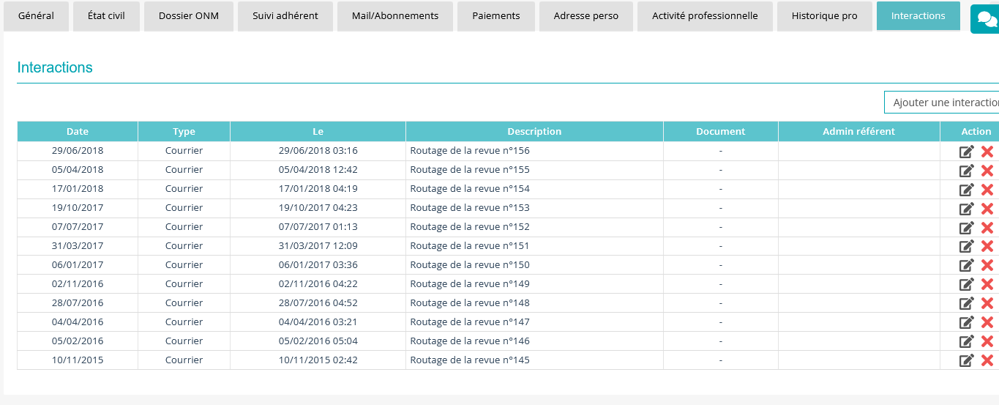 Général État civil Dossier ONM Suivi adhérent Mail/Abonnements Paiements Adresse perso Activité professionnelle Historique pro Interactions
Interactions
Ajouter une interaction
Date Type Le Description Document Admin référent Action
29/06/2018 Courrier 29/06/2018 03:16 Routage de la revue n°156 -
05/04/2018 Courrier 05/04/2018 12:42 Routage de la revue n°155 -
17/01/2018 Courrier 17/01/2018 04:19 Routage de la revue n°154 -
19/10/2017 Courrier 19/10/2017 04:23 Routage de la revue n°153 -
07/07/2017 Courrier 07/07/2017 01:13 Routage de la revue n°152 -
31/03/2017 Courrier 31/03/2017 12:09 Routage de la revue n°151 -
06/01/2017 Courrier 06/01/2017 03:36 Routage de la revue n°150 -
02/11/2016 Courrier 02/11/2016 04:22 Routage de la revue n°149 -
28/07/2016 Courrier 28/07/2016 04:52 Routage de la revue n°148 -
04/04/2016 Courrier 04/04/2016 03:21 Routage de la revue n°147 -
05/02/2016 Courrier 05/02/2016 05:04 Routage de la revue n°146 -
10/11/2015 Courrier 10/11/2015 02:42 Routage de la revue n°145 -